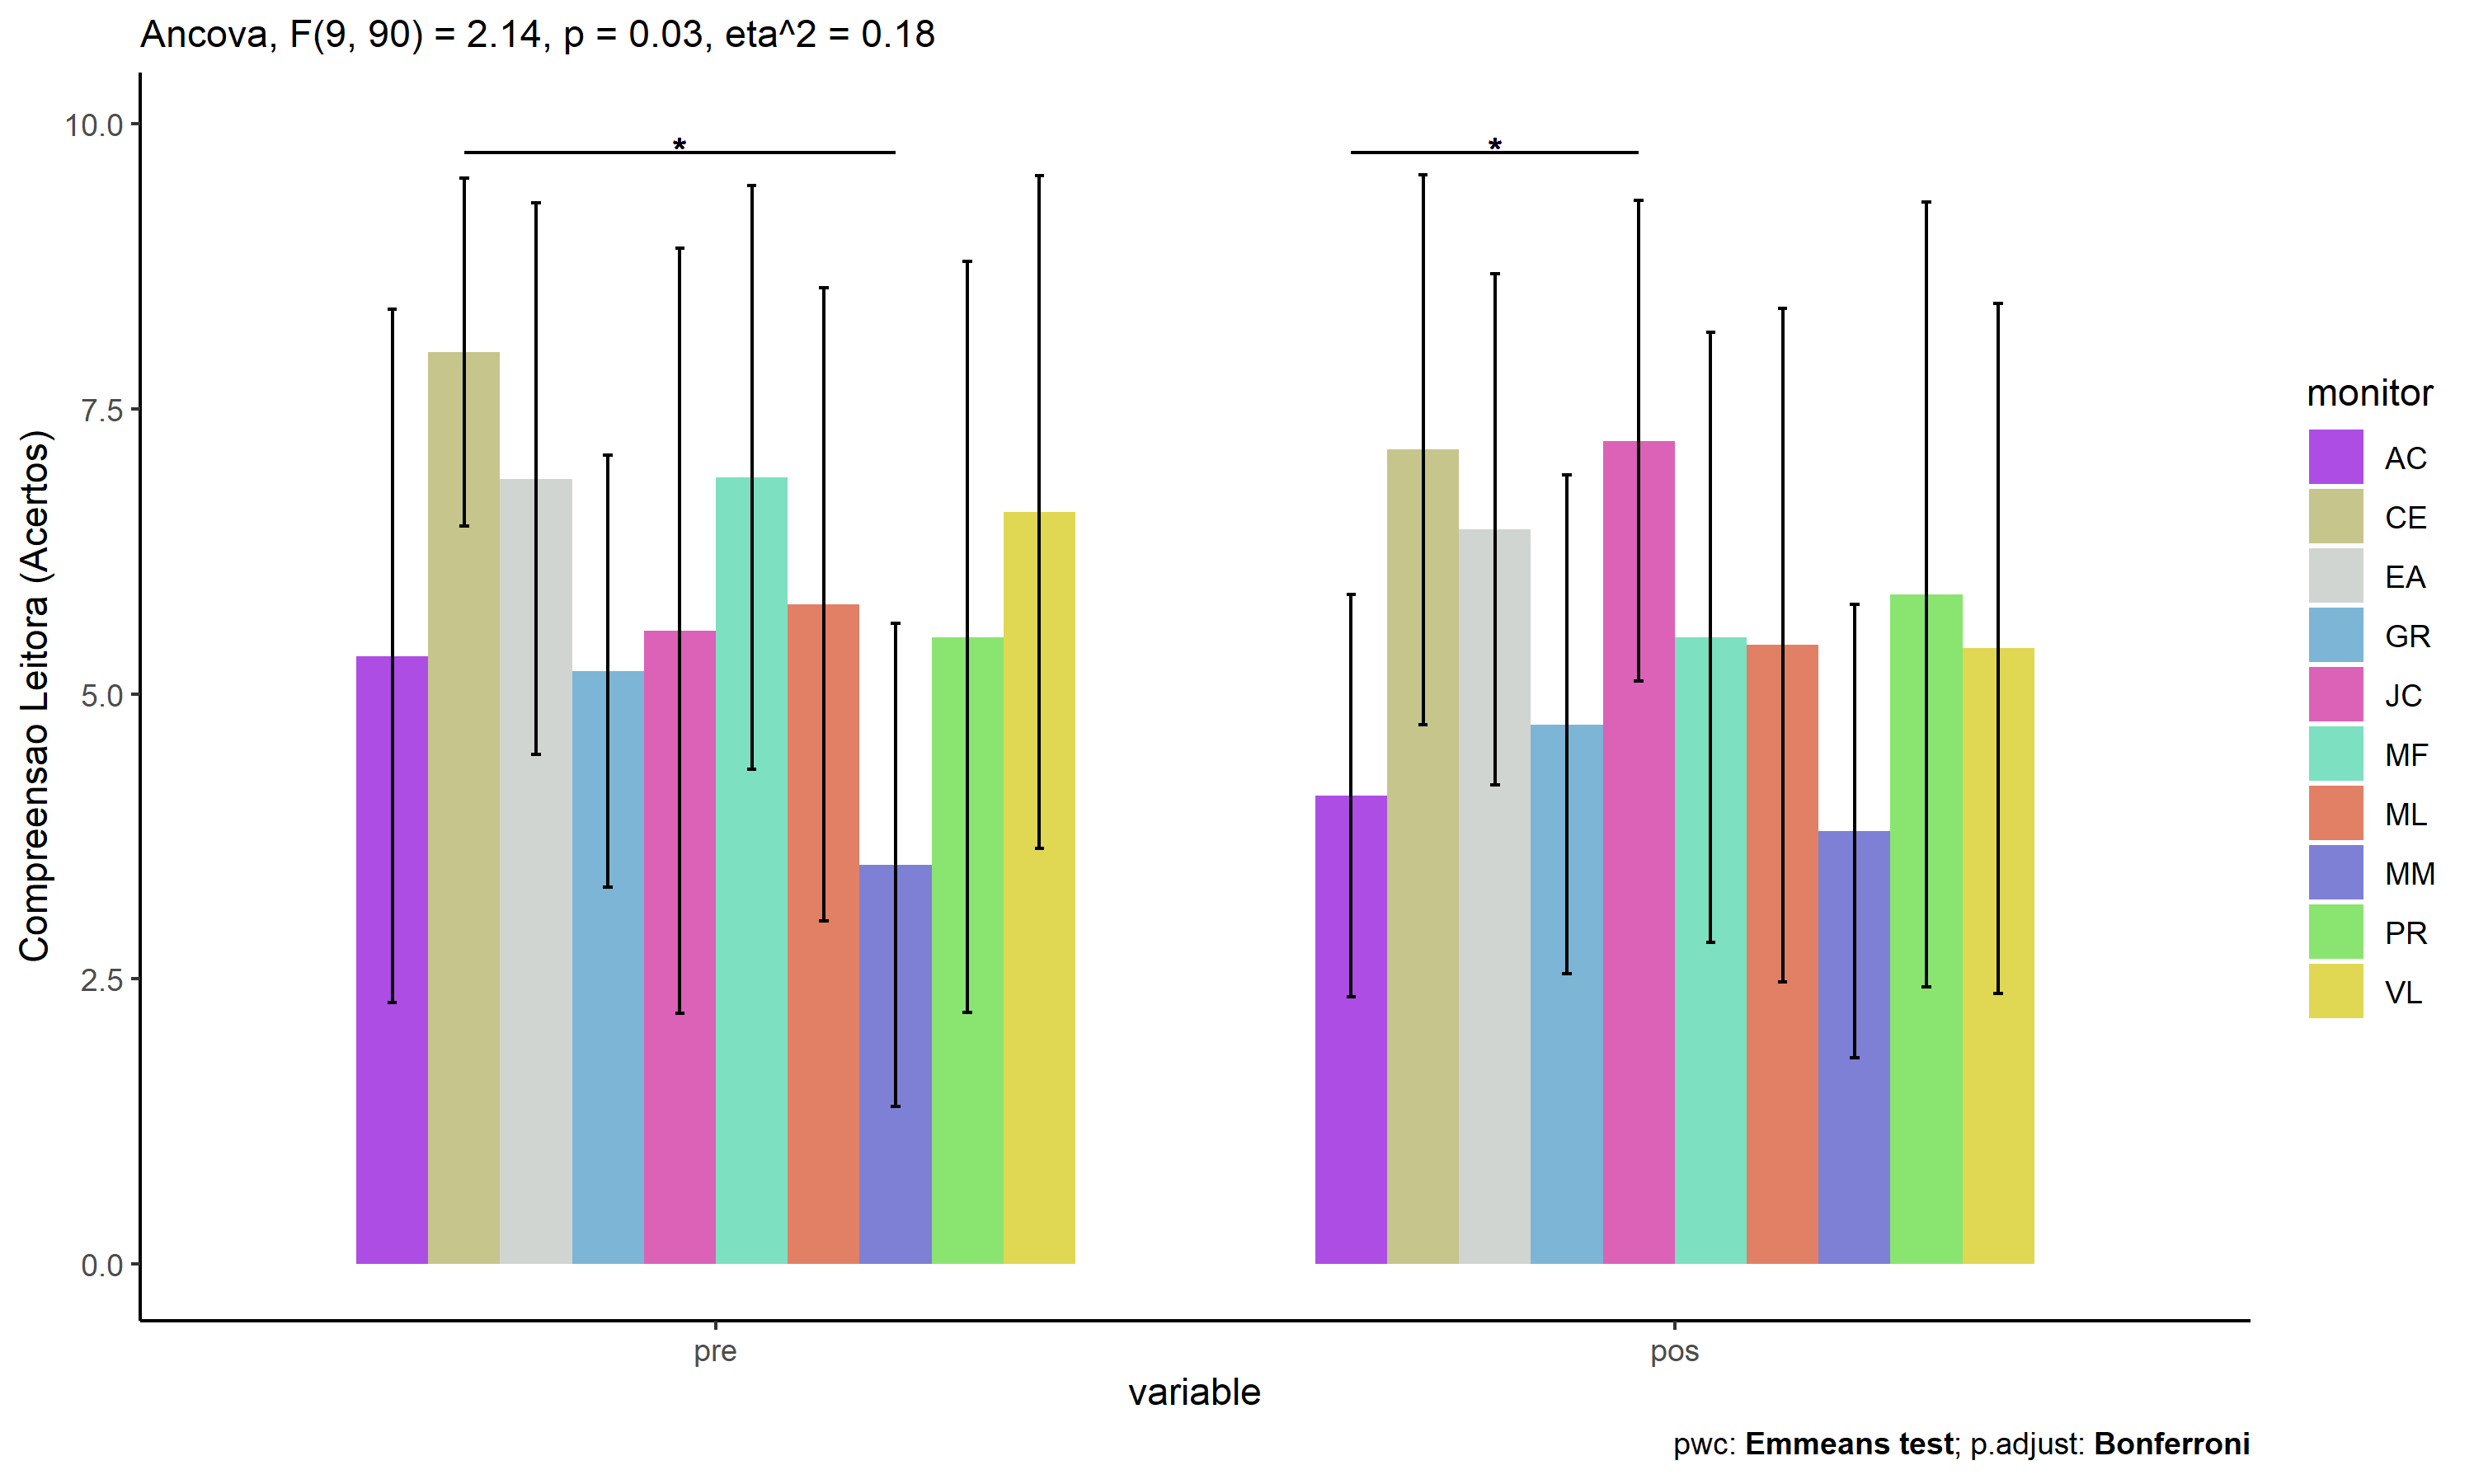 Ancova, F(9, 90) = 2.14, p = 0.03, eta^2 = 0.18
Compreensao Leitora (Acertos)
10.0
7.5
5.0
2.5
0.0
*
*
pre
pos
variable
monitor
AC
CE
EA
GR
JC
MF
ML
MM
PR
VL
pwc: Emmeans test; p.adjust: Bonferroni